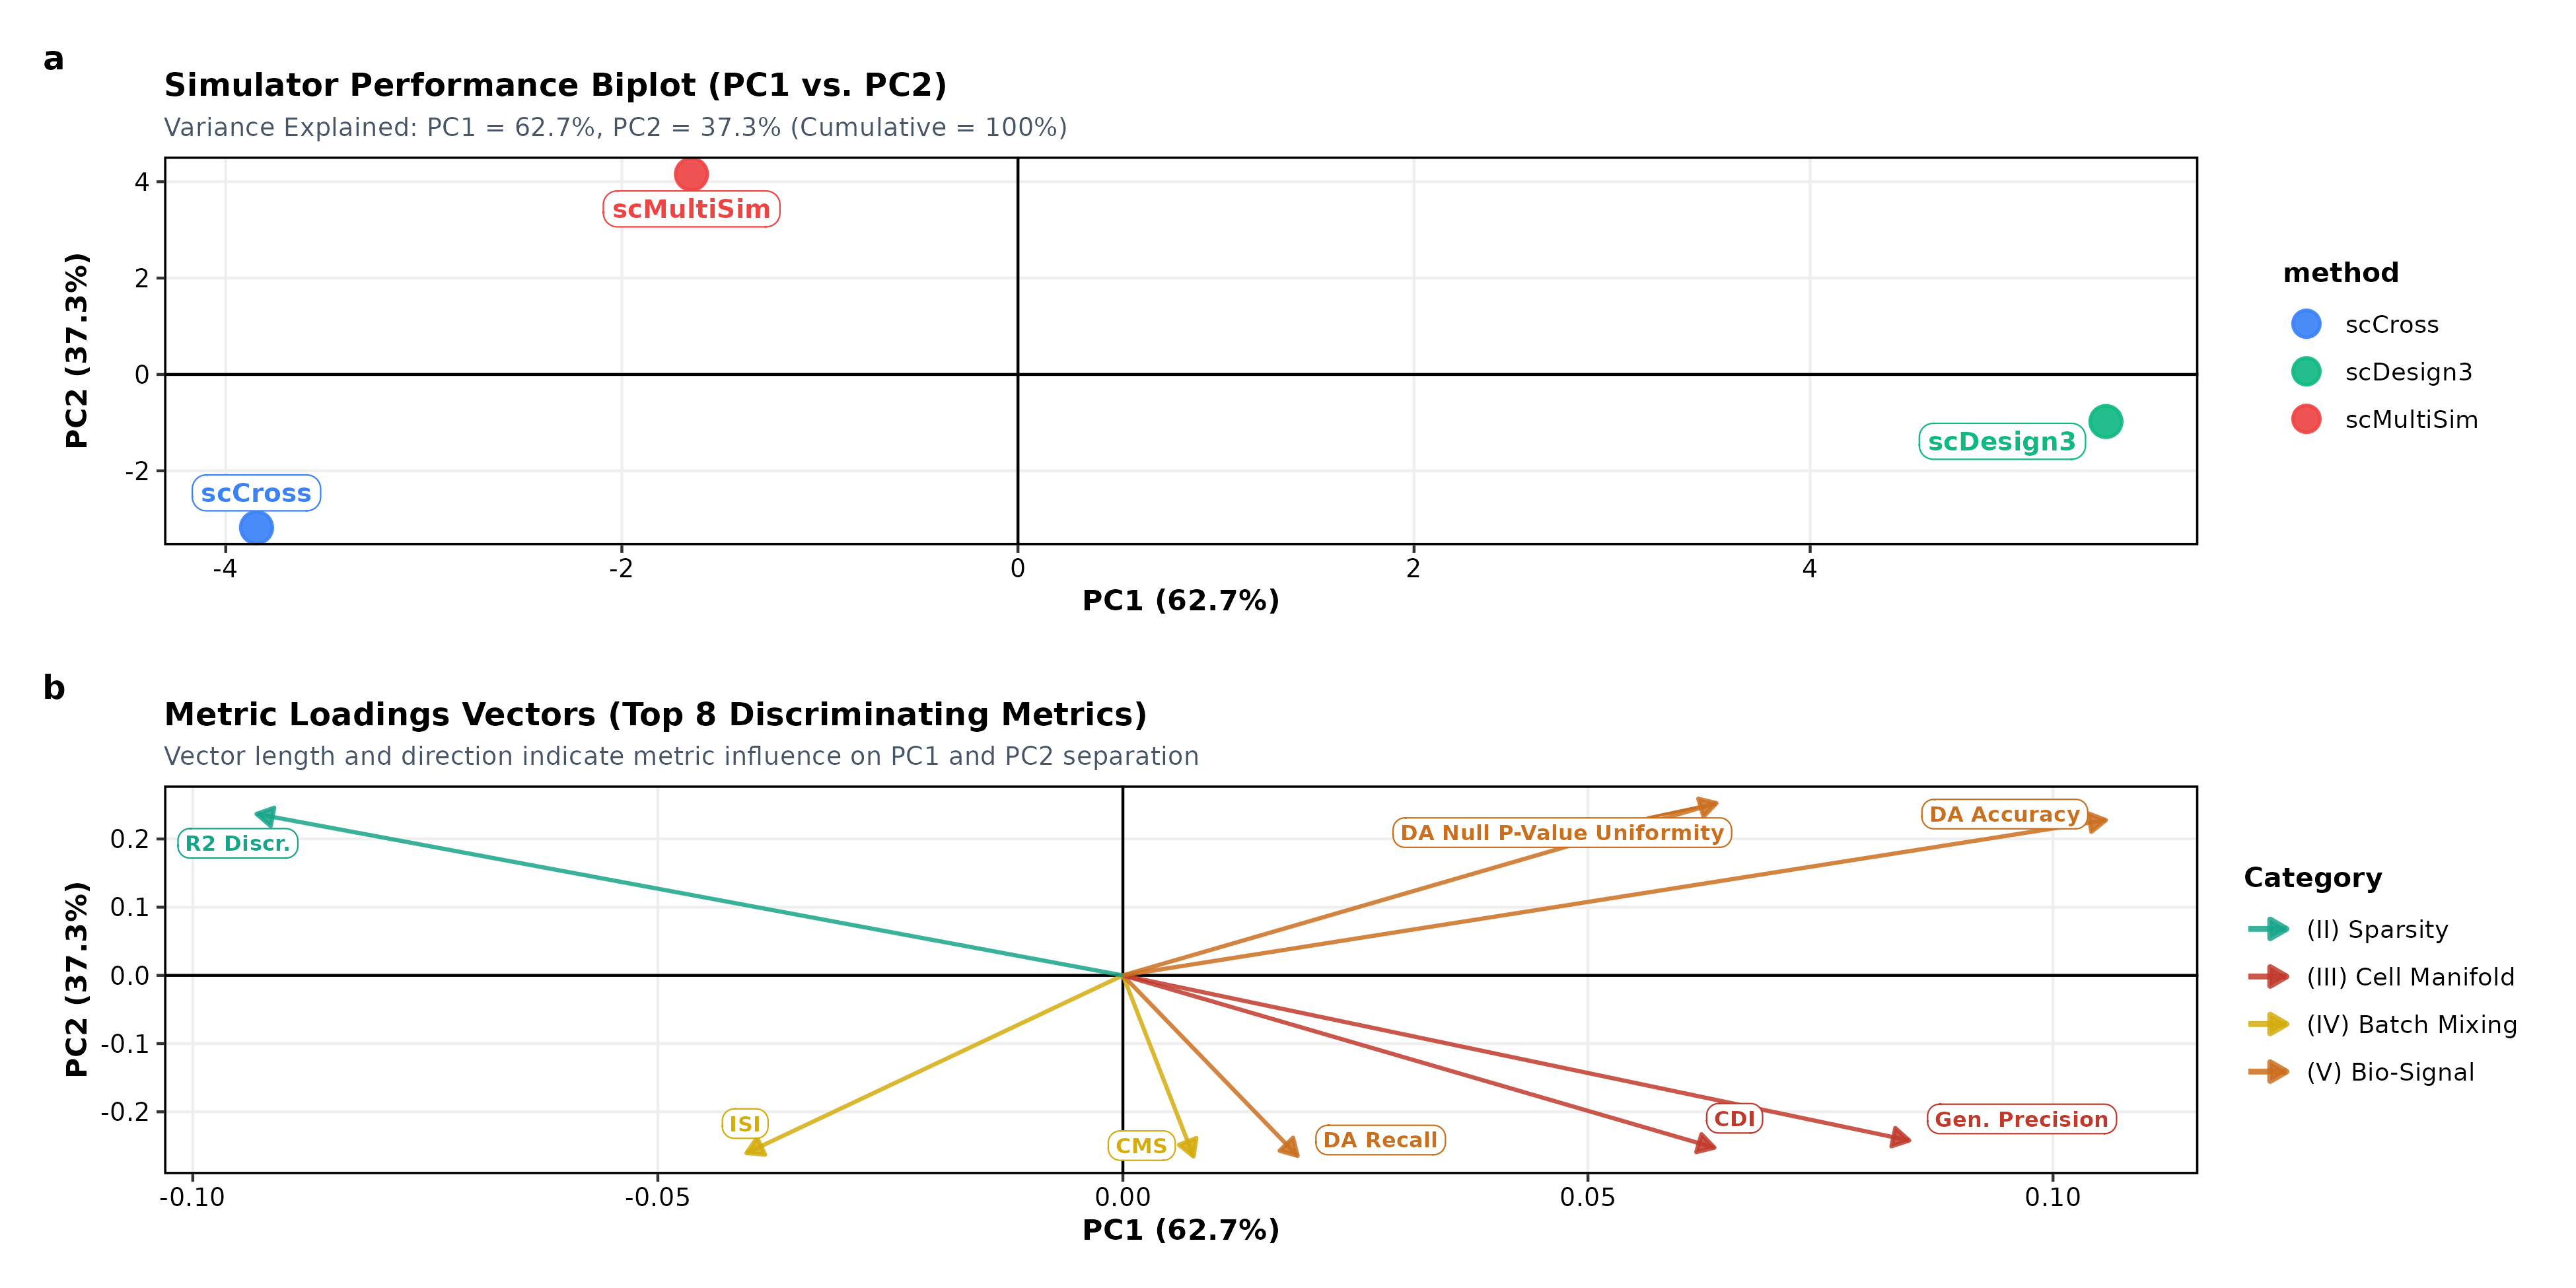 a
Simulator Performance Biplot (PC1 vs. PC2)
Variance Explained: PC1 = 62.7%, PC2 = 37.3% (Cumulative = 100%)
PC2 (37.3%)
4
2
0
-2
scMultiSim
scDesign3
scCross
-4
-2
0
2
4
PC1 (62.7%)
method
scCross
scDesign3
scMultiSim
b
Metric Loadings Vectors (Top 8 Discriminating Metrics)
Vector length and direction indicate metric influence on PC1 and PC2 separation
PC2 (37.3%)
0.2
0.1
0.0
-0.1
-0.2
R2 Discr.
DA Null P-Value Uniformity
DA Accuracy
ISI
CMS
DA Recall
CDI
Gen. Precision
-0.10
-0.05
0.00
0.05
0.10
PC1 (62.7%)
Category
(II) Sparsity
(III) Cell Manifold
(IV) Batch Mixing
(V) Bio-Signal